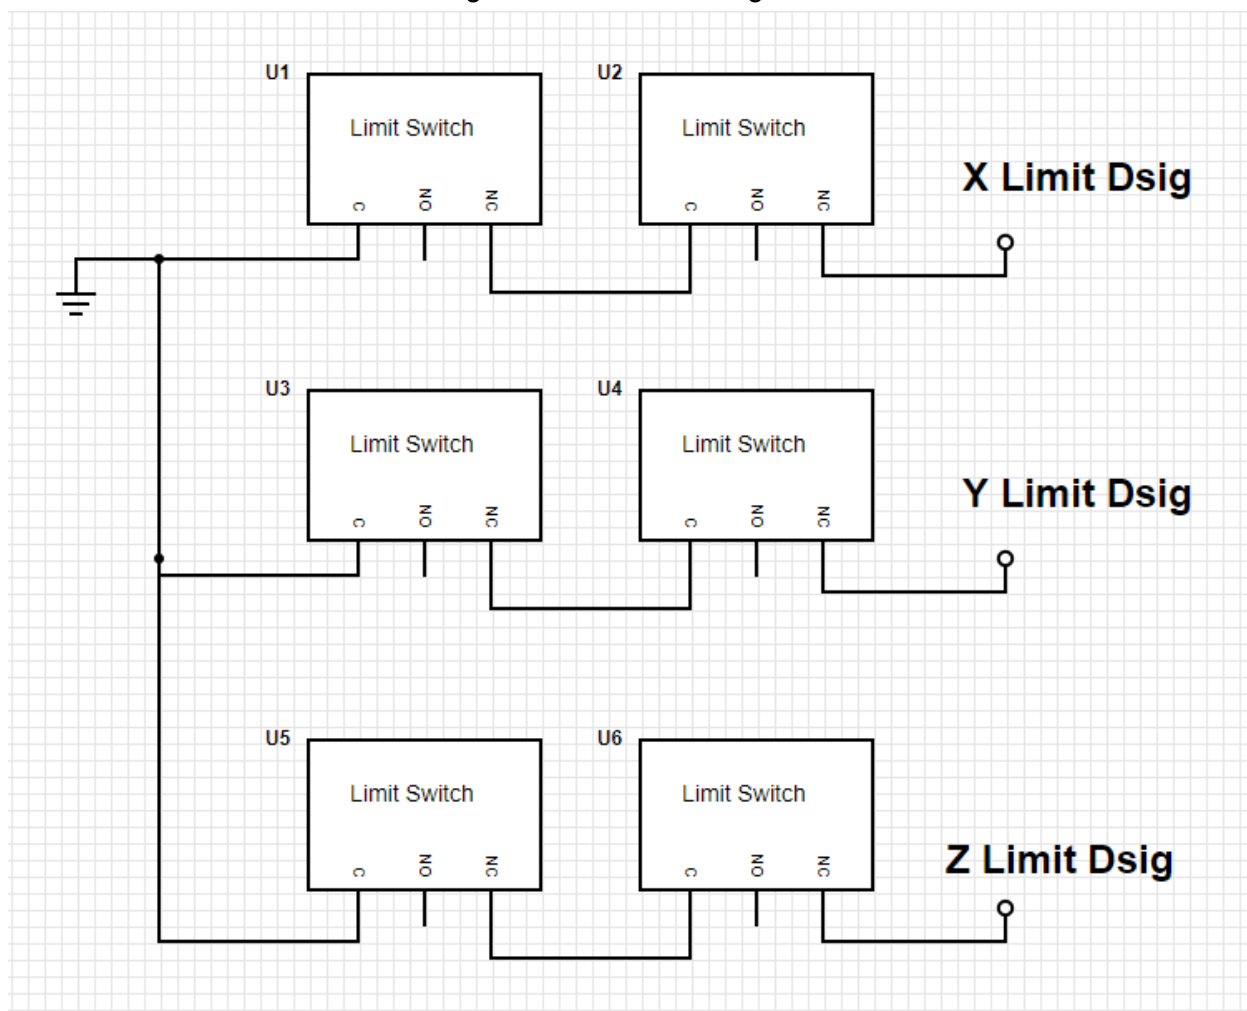 U1
U2
Limit Switch
Limit Switch
X Limit Dsig
C
NO
NC
C
NO
NC
U3
U4
Limit Switch
Limit Switch
Y Limit Dsig
C
NO
NC
C
NO
NC
U5
U6
Limit Switch
Limit Switch
Z Limit Dsig
C
NO
NC
C
NO
NC